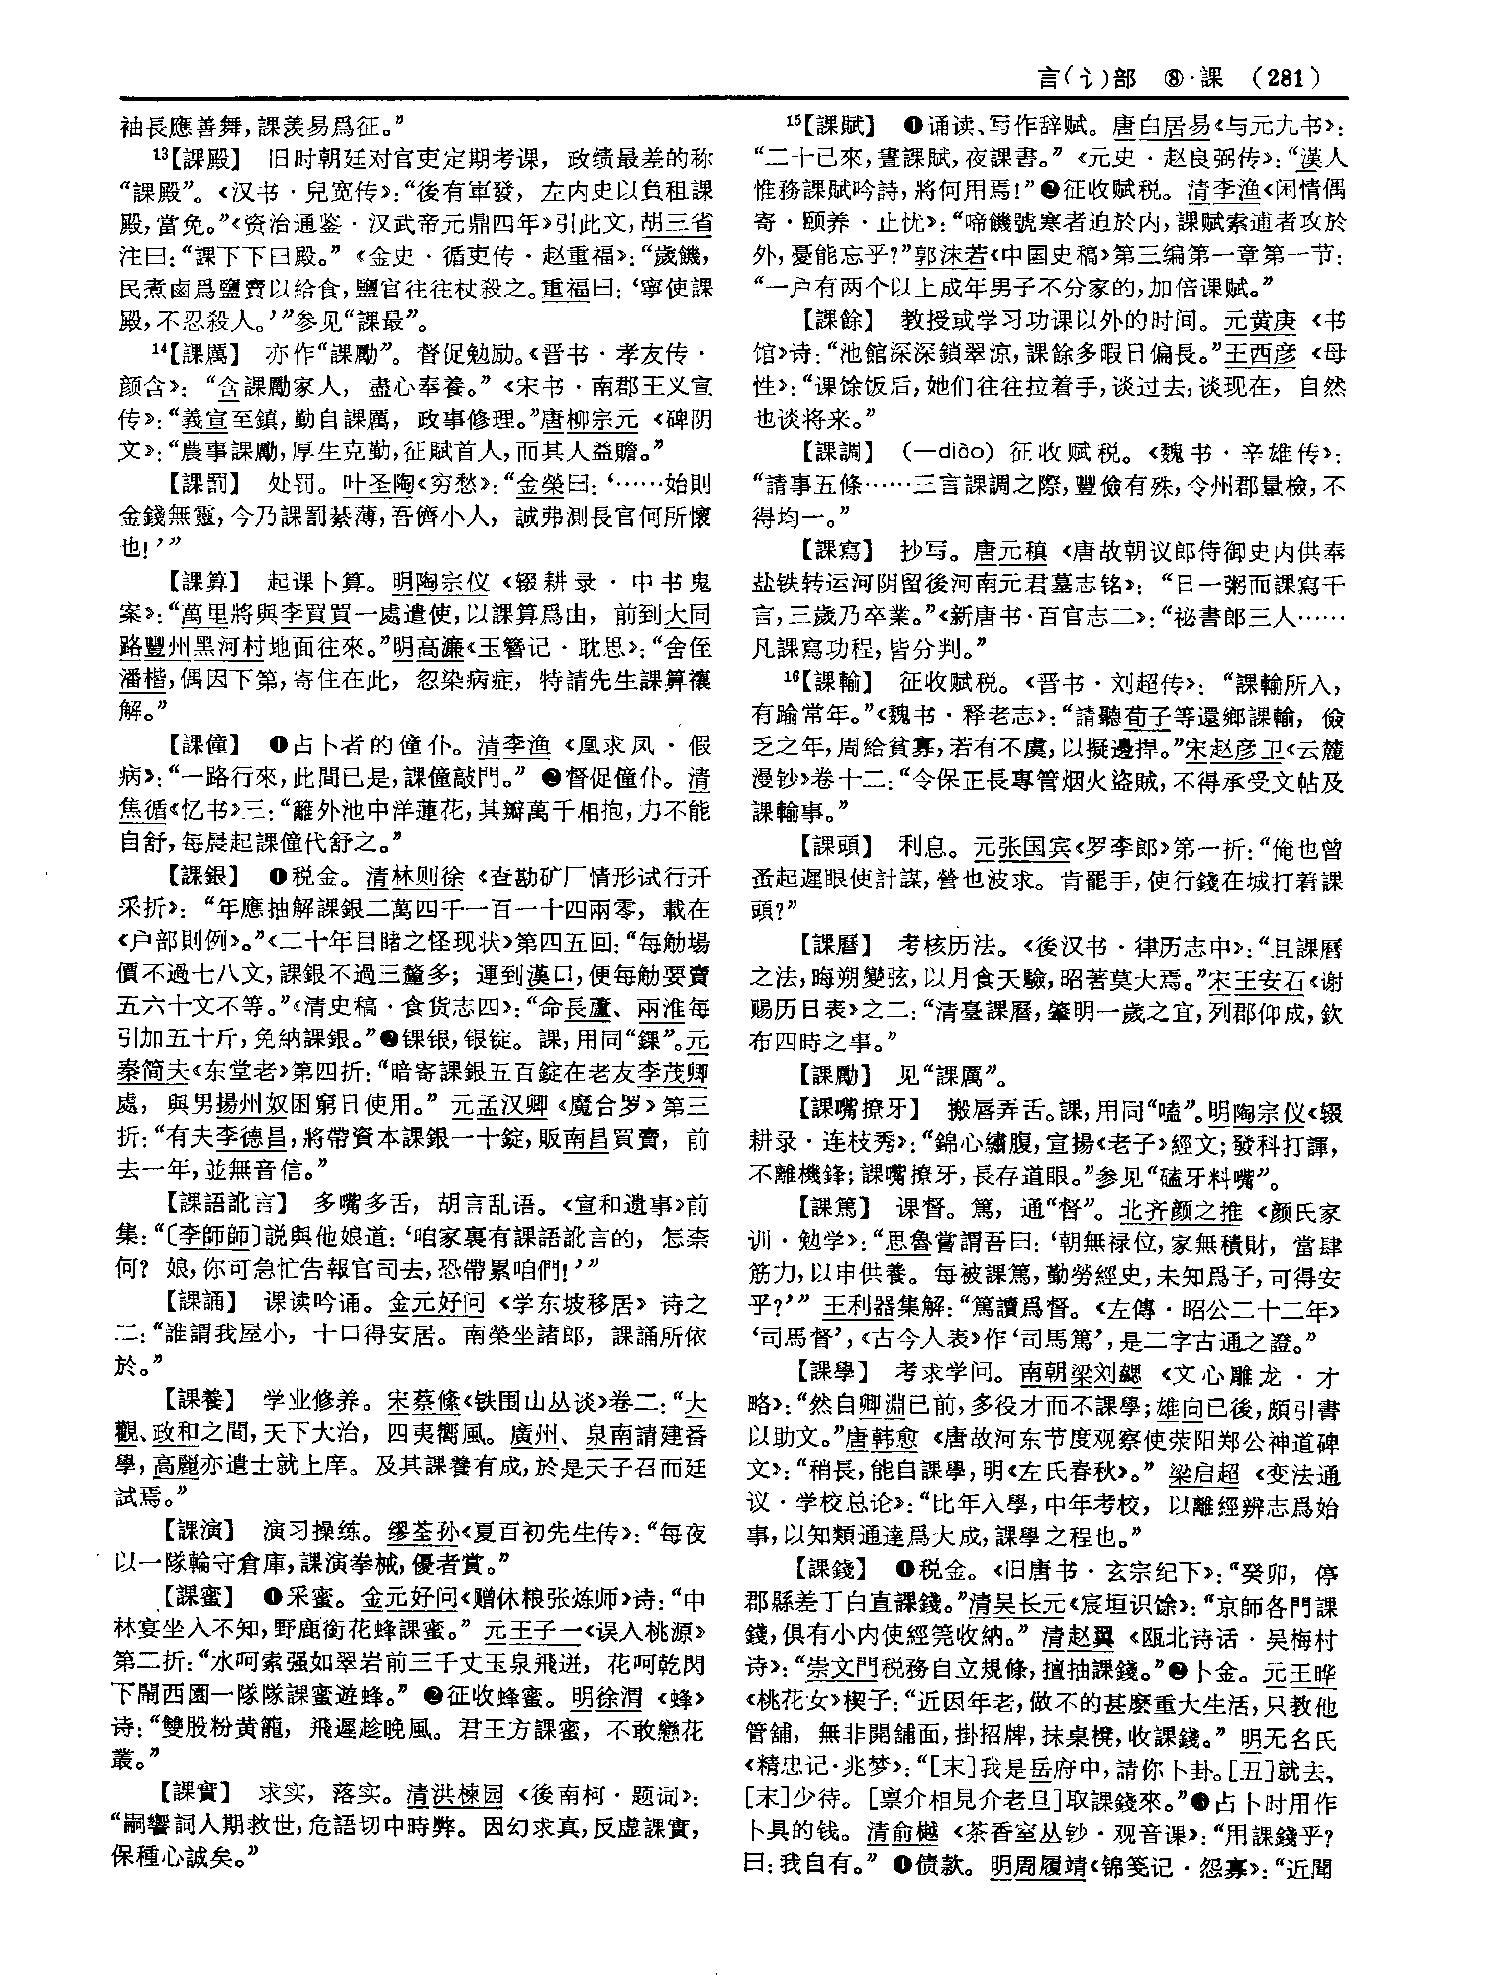 言(讠)部 ⑧·課 (281)
袖長應善舞，課羡易爲征。”
13【課殿】 旧时朝廷对官吏定期考课，政绩最差的称
“課殿”。《汉书·兒宽传》：“後有軍發，左内史以負租課
殿，當免。”《资治通鉴·汉武帝元鼎四年》引此文，胡三省
注曰：“課下下曰殿。”《金史·循吏传·赵重福》：“歲饑，
民煮鹵爲鹽賣以给食，鹽官往往杖殺之。重福曰：‘寧使課
殿，不忍殺人。’”参见“課最”。
14【課厲】 亦作“課勵”。督促勉励。《晋书·孝友传·
颜含》：“含課勵家人，盡心奉養。”《宋书·南郡王义宣
传》：“義宣至鎮，勤自課厲，政事修理。”唐柳宗元《碑阴
文》：“農事課勵，厚生克勤，征賦首入，而其人益贍。”
【課罰】 处罚。叶圣陶《穷愁》：“金榮曰：‘……始則
金錢無靈，今乃課罰綦薄，吾儕小人，誠弗測長官何所懷
也！’”
【課算】 起课卜算。明陶宗仪《辍耕录·中书鬼
案》：“萬里將與李買買一處遣使，以課算爲由，前到大同
路豐州黑河村地面往來。”明高濂《玉簪记·耽思》：“舍侄
潘楷，偶因下第，寄住在此，忽染病症，特請先生課算禳
解。”
【課僮】 ❶占卜者的僮仆。清李渔《凰求凤·假
病》：“一路行來，此間已是，課僮敲門。”❷督促僮仆。清
焦循《忆书》三：“籬外池中洋蓮花，其瓣萬千相抱，力不能
自舒，每晨起課僮代舒之。”
【課銀】 ❶税金。清林则徐《查勘矿厂情形试行开
采折》：“年應抽解課銀二萬四千一百一十四兩零，載在
《户部則例》。”《二十年目睹之怪现状》第四五回：“每觔場
價不過七八文，課銀不過三釐多；運到漢口，便每觔要賣
五六十文不等。”《清史稿·食货志四》：“命長蘆、兩淮每
引加五十斤，免納課銀。”❷锞银，银锭。課，用同“錁”。元
秦简夫《东堂老》第四折：“暗寄課銀五百錠在老友李茂卿
處，與男揚州奴困窮日使用。”元孟汉卿《魔合罗》第三
折：“有夫李德昌，將帶資本課銀一十錠，販南昌買賣，前
去一年，並無音信。”
【課語訛言】 多嘴多舌，胡言乱语。《宣和遗事》前
集：“〔李師師〕説與他娘道：‘咱家裏有課語訛言的，怎柰
何？娘，你可急忙告報官司去，恐帶累咱們！’”
【課誦】 课读吟诵。金元好问《学东坡移居》诗之
二：“誰謂我屋小，十口得安居。南榮坐諸郎，課誦所依
於。”
【課養】 学业修养。宋蔡絛《铁围山丛谈》卷二：“大
觀、政和之間，天下大治，四夷嚮風。廣州、泉南請建番
學，高麗亦遣士就上庠。及其課養有成，於是天子召而廷
試焉。”
【課演】 演习操练。缪荃孙《夏百初先生传》：“每夜
以一隊輪守倉庫，課演拳械，優者賞。”
【課蜜】 ❶采蜜。金元好问《赠休粮张炼师》诗：“中
林宴坐人不知，野鹿銜花蜂課蜜。”元王子一《误入桃源》
第二折：“水呵索强如翠岩前三千丈玉泉飛迸，花呵乾閃
下鬧西園一隊隊課蜜遊蜂。”❷征收蜂蜜。明徐渭《蜂》
诗：“雙股粉黄籠，飛遲趁晚風。君王方課蜜，不敢戀花
叢。”
【課實】 求实，落实。清洪楝园《後南柯·题词》：
“嗣響詞人期救世，危語切中時弊。因幻求真，反虚課實，
保種心誠矣。”
15【課賦】 ❶诵读、写作辞赋。唐白居易《与元九书》：
“二十已來，晝課賦，夜課書。”《元史·赵良弼传》：“漢人
惟務課賦吟詩，將何用焉！”❷征收赋税。清李渔《闲情偶
寄·颐养·止忧》：“啼饑號寒者迫於内，課賦索逋者攻於
外，憂能忘乎？”郭沫若《中国史稿》第三编第一章第一节：
“一户有两个以上成年男子不分家的，加倍课赋。”
【課餘】 教授或学习功课以外的时间。元黄庚《书
馆》诗：“池館深深鎖翠凉，課餘多暇日偏長。”王西彦《母
性》：“课馀饭后，她们往往拉着手，谈过去，谈现在，自然
也谈将来。”
【課調】 （—diào）征收赋税。《魏书·辛雄传》：
“請事五條……三言課調之際，豐儉有殊，令州郡量檢，不
得均一。”
【課寫】 抄写。唐元稹《唐故朝议郎侍御史内供奉
盐铁转运河阴留後河南元君墓志铭》：“日一粥而課寫千
言，三歲乃卒業。”《新唐书·百官志二》：“祕書郎三人……
凡課寫功程，皆分判。”
16【課輸】 征收赋税。《晋书·刘超传》：“課輸所入，
有踰常年。”《魏书·释老志》：“請聽苟子等還鄉課輸，儉
乏之年，周給貧寡，若有不虞，以擬邊捍。”宋赵彦卫《云麓
漫钞》卷十二：“令保正長專管烟火盗賊，不得承受文帖及
課輸事。”
【課頭】 利息。元张国宾《罗李郎》第一折：“俺也曾
蚤起遲眠使計謀，營也波求。肯罷手，使行錢在城打着課
頭？”
【課曆】 考核历法。《後汉书·律历志中》：“且課曆
之法，晦朔變弦，以月食天驗，昭著莫大焉。”宋王安石《谢
赐历日表》之二：“清臺課曆，肇明一歲之宜，列郡仰成，欽
布四時之事。”
【課勵】 见“課厲”。
【課嘴撩牙】 搬唇弄舌。課，用同“嗑”。明陶宗仪《辍
耕录·连枝秀》：“錦心繡腹，宣揚《老子》經文；發科打諢，
不離機鋒；課嘴撩牙，長存道眼。”参见“磕牙料嘴”。
【課篤】 课督。篤，通“督”。北齐颜之推《颜氏家
训·勉学》：“思魯嘗謂吾曰：‘朝無禄位，家無積財，當肆
筋力，以申供養。每被課篤，勤勞經史，未知爲子，可得安
乎？’”王利器集解：“篤讀爲督。《左傳·昭公二十二年》
‘司馬督’，《古今人表》作‘司馬篤’，是二字古通之證。”
【課學】 考求学问。南朝梁刘勰《文心雕龙·才
略》：“然自卿淵已前，多役才而不課學；雄向已後，頗引書
以助文。”唐韩愈《唐故河东节度观察使荥阳郑公神道碑
文》：“稍長，能自課學，明《左氏春秋》。”梁启超《变法通
议·学校总论》：“比年入學，中年考校，以離經辨志爲始
事，以知類通達爲大成，課學之程也。”
【課錢】 ❶税金。《旧唐书·玄宗纪下》：“癸卯，停
郡縣差丁白直課錢。”清吴长元《宸垣识馀》：“京師各門課
錢，俱有小内使經筦收納。”清赵翼《瓯北诗话·吴梅村
诗》：“崇文門税務自立規條，擅抽課錢。”❷卜金。元王晔
《桃花女》楔子：“近因年老，做不的甚麽重大生活，只教他
管舖，無非開舖面，掛招牌，抹桌櫈，收課錢。”明无名氏
《精忠记·兆梦》：“[末]我是岳府中，請你卜卦。[丑]就去。
[末]少待。[禀介相見介老旦]取課錢來。”❸占卜时用作
卜具的钱。清俞樾《茶香室丛钞·观音课》：“用課錢乎？
曰：我自有。”❹债款。明周履靖《锦笺记·怨寡》：“近聞